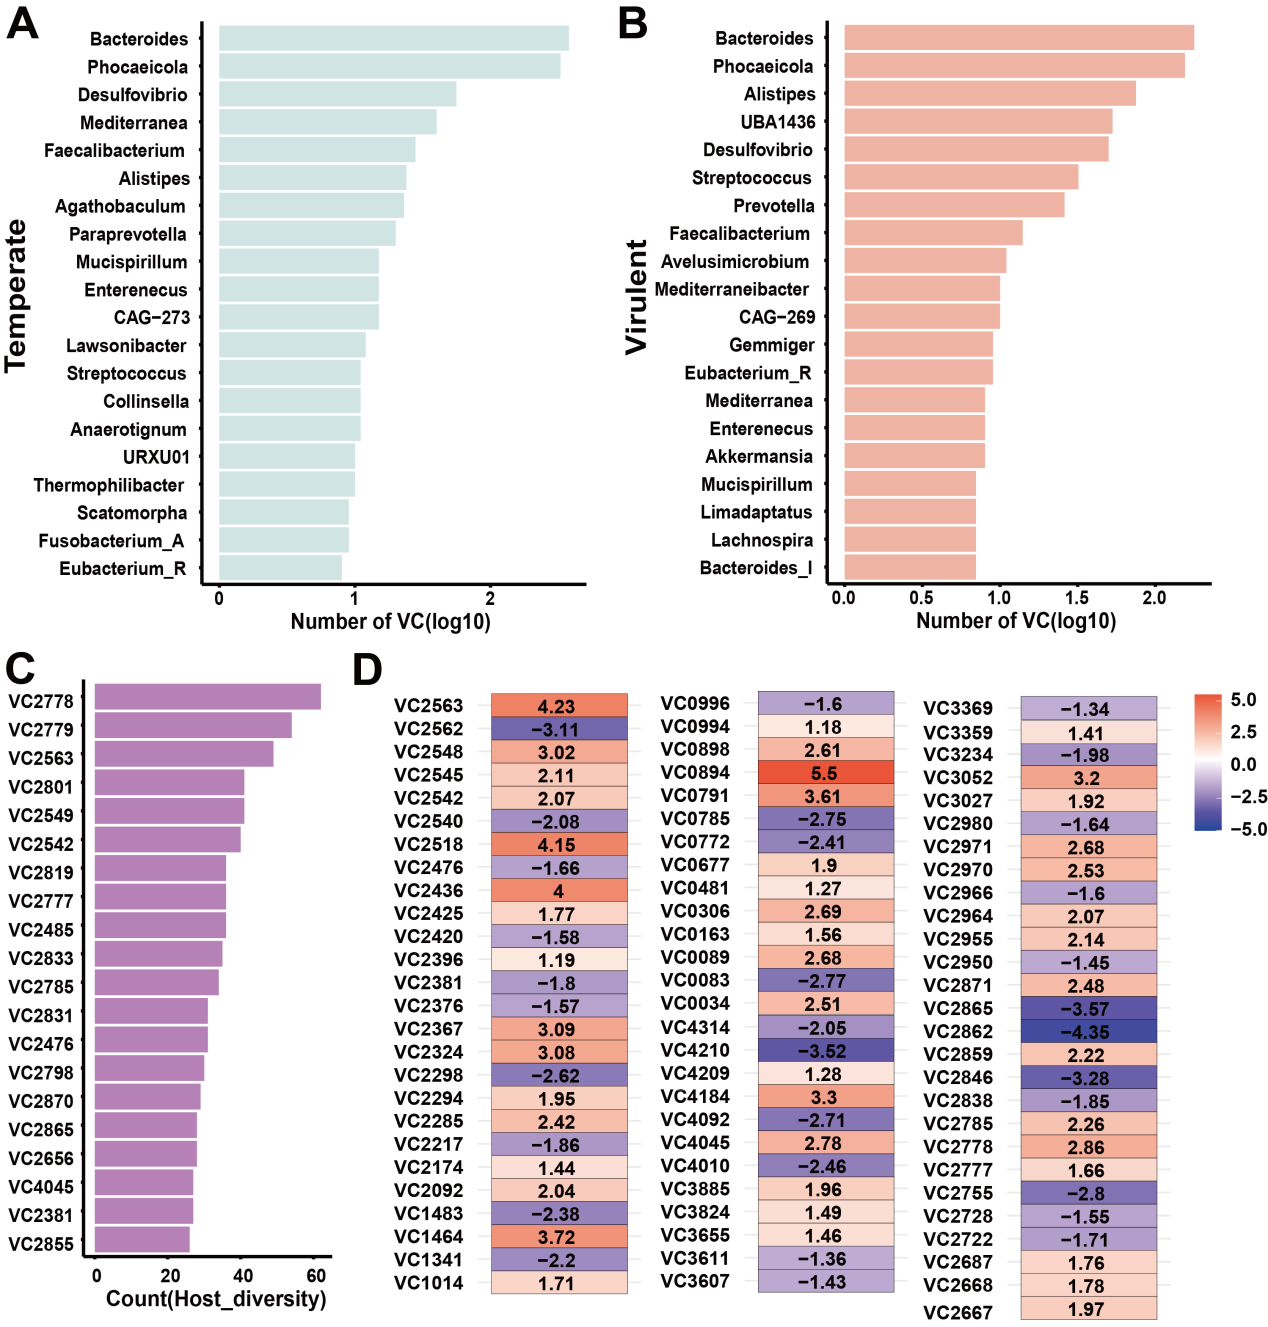 A
Temperate
Bacteroides
Phocaeicola
Desulfovibrio
Mediterranea
Faecalibacterium
Alistipes
Agathobaculum
Paraprevotella
Mucispirillum
Enterenecus
CAG−273
Lawsonibacter
Streptococcus
Collinsella
Anaerotignum
URXU01
Thermophilibacter
Scatomorpha
Fusobacterium_A
Eubacterium_R
0 1 2
Number of VC(log10)
B
Virulent
Bacteroides
Phocaeicola
Alistipes
UBA1436
Desulfovibrio
Streptococcus
Prevotella
Faecalibacterium
Avelusimicrobium
Mediterraneibacter
CAG−269
Gemmiger
Eubacterium_R
Mediterranea
Enterenecus
Akkermansia
Mucispirillum
Limadaptatus
Lachnospira
Bacteroides_I
0.0 0.5 1.0 1.5 2.0
Number of VC(log10)
C
VC2778
VC2779
VC2563
VC2801
VC2549
VC2542
VC2819
VC2777
VC2485
VC2833
VC2785
VC2831
VC2476
VC2798
VC2870
VC2865
VC2656
VC4045
VC2381
VC2855
0 20 40 60
Count(Host_diversity)
D
VC2563 4.23
VC2562 −3.11
VC2548 3.02
VC2545 2.11
VC2542 2.07
VC2540 −2.08
VC2518 4.15
VC2476 −1.66
VC2436 4
VC2425 1.77
VC2420 −1.58
VC2396 1.19
VC2381 −1.8
VC2376 −1.57
VC2367 3.09
VC2324 3.08
VC2298 −2.62
VC2294 1.95
VC2285 2.42
VC2217 −1.86
VC2174 1.44
VC2092 2.04
VC1483 −2.38
VC1464 3.72
VC1341 −2.2
VC1014 1.71
VC0996 −1.6
VC0994 1.18
VC0898 2.61
VC0894 5.5
VC0791 3.61
VC0785 −2.75
VC0772 −2.41
VC0677 1.9
VC0481 1.27
VC0306 2.69
VC0163 1.56
VC0089 2.68
VC0083 −2.77
VC0034 2.51
VC4314 −2.05
VC4210 −3.52
VC4209 1.28
VC4184 3.3
VC4092 −2.71
VC4045 2.78
VC4010 −2.46
VC3885 1.96
VC3824 1.49
VC3655 1.46
VC3611 −1.36
VC3607 −1.43
VC3369 −1.34
VC3359 1.41
VC3234 −1.98
VC3052 3.2
VC3027 1.92
VC2980 −1.64
VC2971 2.68
VC2970 2.53
VC2966 −1.6
VC2964 2.07
VC2955 2.14
VC2950 −1.45
VC2871 2.48
VC2865 −3.57
VC2862 −4.35
VC2859 2.22
VC2846 −3.28
VC2838 −1.85
VC2785 2.26
VC2778 2.86
VC2777 1.66
VC2755 −2.8
VC2728 −1.55
VC2722 −1.71
VC2687 1.76
VC2668 1.78
VC2667 1.97
5.0
2.5
0.0
−2.5
−5.0